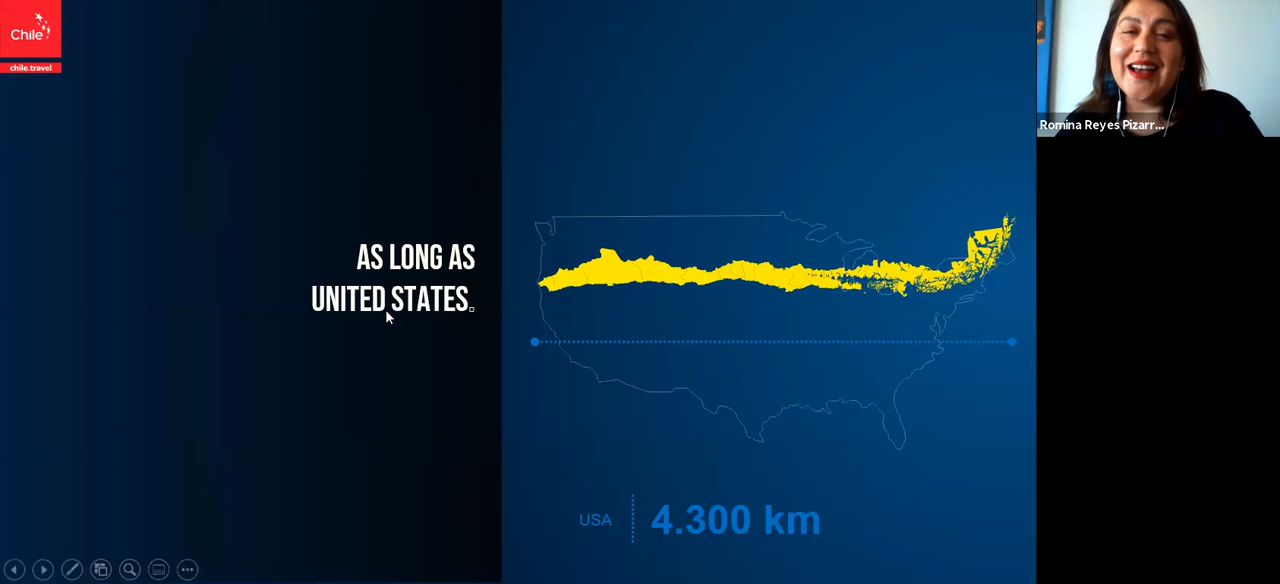 Chile
chile.travel
AS LONG AS
UNITED STATES.
USA
4.300 km
Romina Reyes Pizarr...